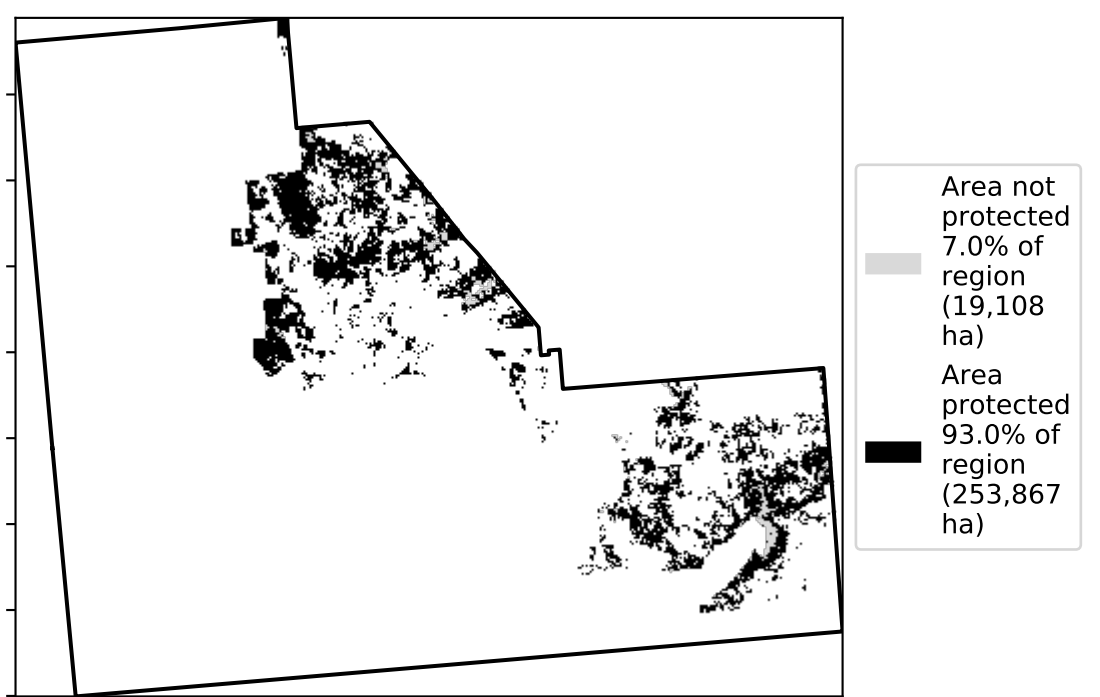 Area not
protected
7.0% of
region
(19,108
ha)
Area
protected
93.0% of
region
(253,867
ha)